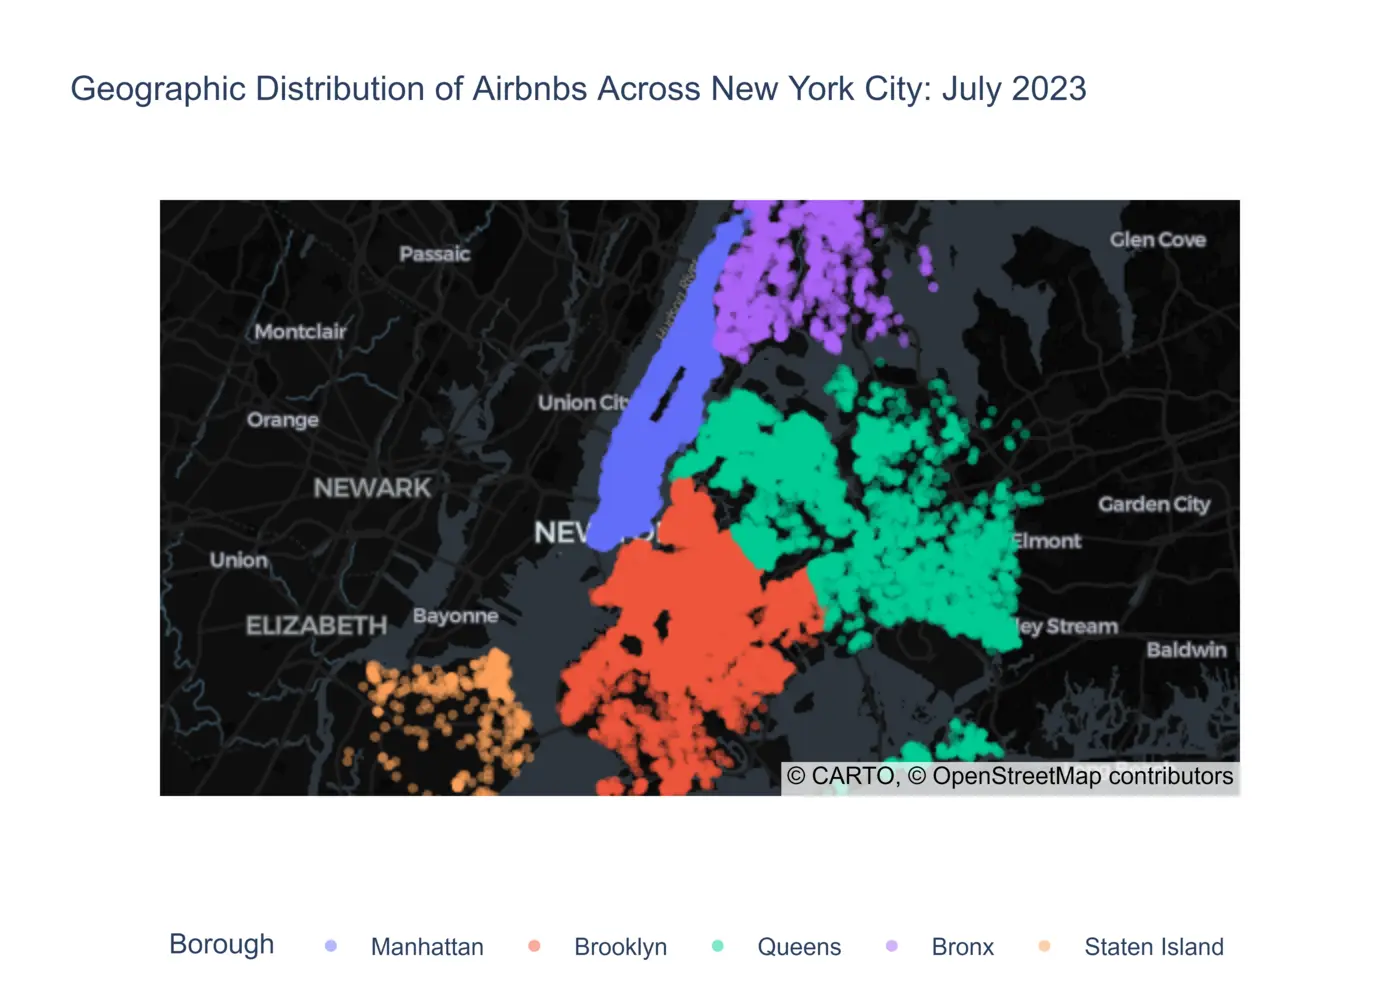 Geographic Distribution of Airbnbs Across New York City: July 2023
Glen Cove
Passaic
Hudson River
Montclair
Union City
Orange
NEWARK
Garden City
NEW YO
Elmont
Union
Bayonne
ELIZABETH
ley Stream
Baldwin
© CARTO, © OpenStreetMap contributors
Borough
Manhattan
Brooklyn
Queens
Bronx
Staten Island